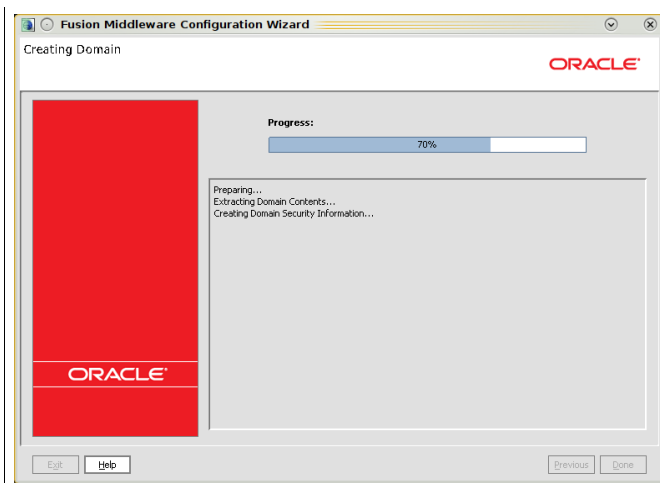 Fusion Middleware Configuration Wizard
Creating Domain
ORACLE
Progress:
70%
Preparing...
Extracting Domain Contents...
Creating Domain Security Information...
ORACLE
Exit Help Previous Done